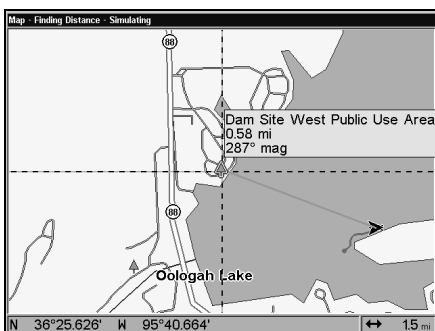 Map - Finding Distance - Simulating
88
Dam Site West Public Use Area
0.58 mi
287° mag
88
Oologah Lake
N 36°25.626' W 95°40.664' ↔ 1.5 mi